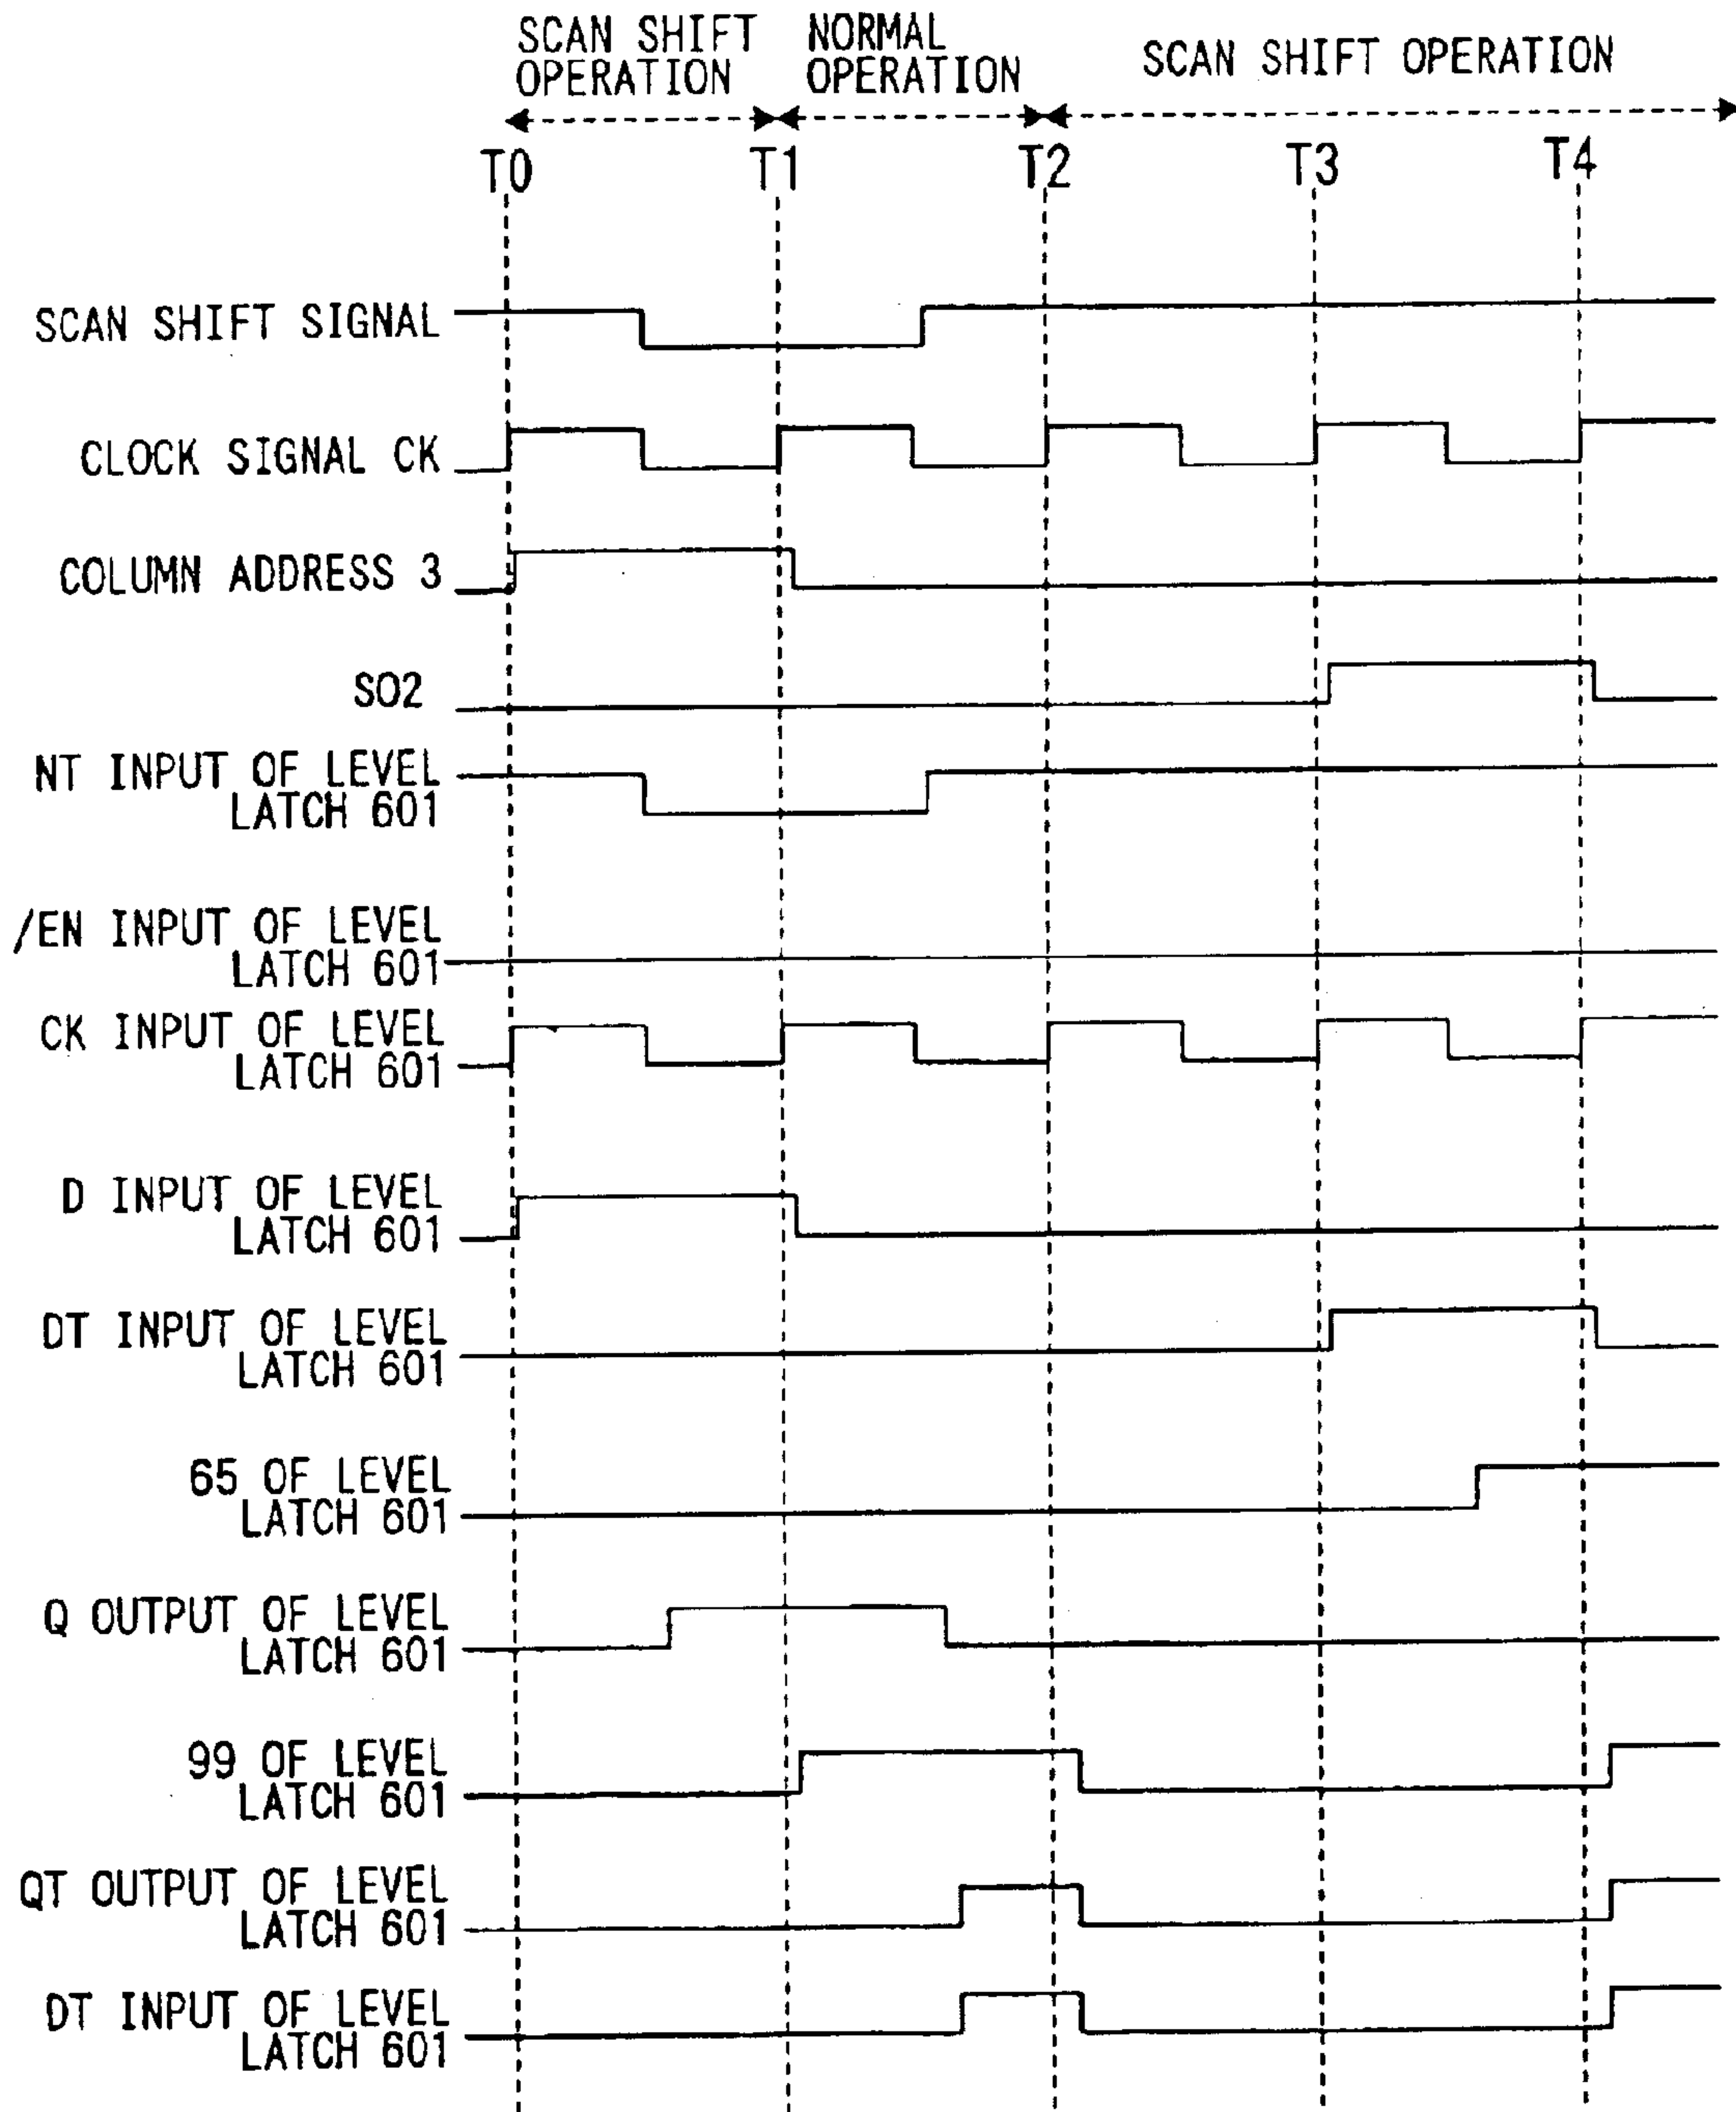 SCAN SHIFT
OPERATION
NORMAL
OPERATION
SCAN SHIFT OPERATION
T0
T1
T2
T3
T4
SCAN SHIFT SIGNAL
CLOCK SIGNAL CK
COLUMN ADDRESS 3
SO2
NT INPUT OF LEVEL
LATCH 601
/EN INPUT OF LEVEL
LATCH 601
CK INPUT OF LEVEL
LATCH 601
D INPUT OF LEVEL
LATCH 601
DT INPUT OF LEVEL
LATCH 601
65 OF LEVEL
LATCH 601
Q OUTPUT OF LEVEL
LATCH 601
99 OF LEVEL
LATCH 601
QT OUTPUT OF LEVEL
LATCH 601
DT INPUT OF LEVEL
LATCH 601